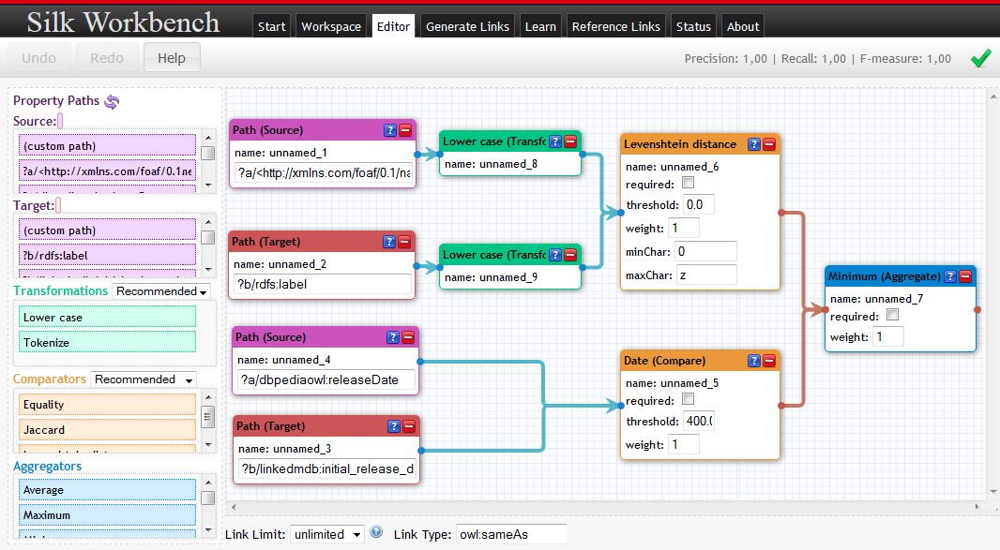 Silk Workbench
Start
Workspace
Editor
Generate Links
Learn
Reference Links
Status
About
Undo
Redo
Help
Precision: 1,00 | Recall: 1,00 | F-measure: 1,00
Property Paths
Source:
(custom path)
?a/<http://xmlns.com/foaf/0.1/
Target:
(custom path)
?b/rdfs:label
Transformations
Recommended
Lower case
Tokenize
Comparators
Recommended
Equality
Jaccard
Aggregators
Average
Maximum
Path (Source)
name: unnamed_1
?a/<http://xmlns.com/foaf/0.1/na
Path (Target)
name: unnamed_2
?b/rdfs:label
Path (Source)
name: unnamed_4
?a/dbpediaowl:releaseDate
Path (Target)
name: unnamed_3
?b/linkedmdb:initial_release_d
Lower case (Transfo
name: unnamed_8
Lower case (Transfo
name: unnamed_9
Levenshtein distance
name: unnamed_6
required:
threshold: 0.0
weight: 1
minChar: 0
maxChar: z
Date (Compare)
name: unnamed_5
required:
threshold: 400.0
weight: 1
Minimum (Aggregate)
name: unnamed_7
required:
weight: 1
Link Limit: unlimited
Link Type: owl:sameAs